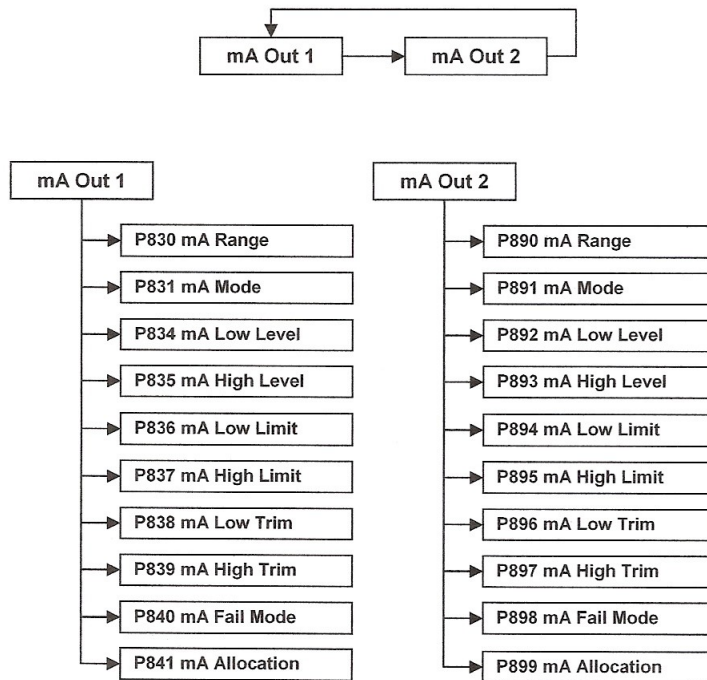 mA Out 1
mA Out 2
mA Out 1
P830 mA Range
P831 mA Mode
P834 mA Low Level
P835 mA High Level
P836 mA Low Limit
P837 mA High Limit
P838 mA Low Trim
P839 mA High Trim
P840 mA Fail Mode
P841 mA Allocation
mA Out 2
P890 mA Range
P891 mA Mode
P892 mA Low Level
P893 mA High Level
P894 mA Low Limit
P895 mA High Limit
P896 mA Low Trim
P897 mA High Trim
P898 mA Fail Mode
P899 mA Allocation